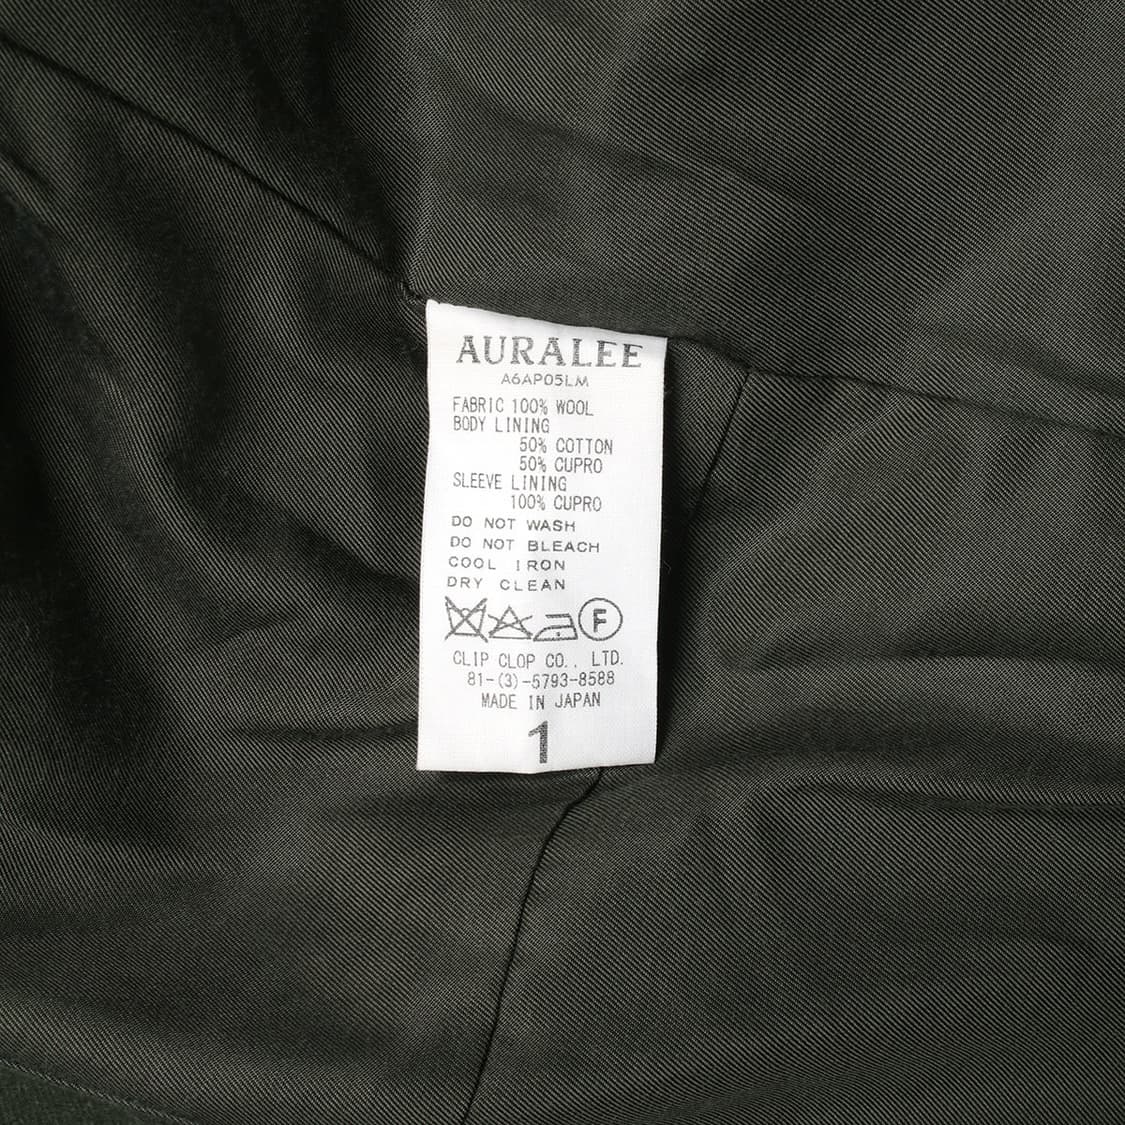 AURALEE
A6AP05LM
FABRIC 100% WOOL
BODY LINING
50% COTTON
50% CUPRO
SLEEVE LINING
100% CUPRO
DO NOT WASH
DO NOT BLEACH
COOL IRON
DRY CLEAN
F
CLIP CLOP CO., LTD.
81-(3)-5793-8588
MADE IN JAPAN
1